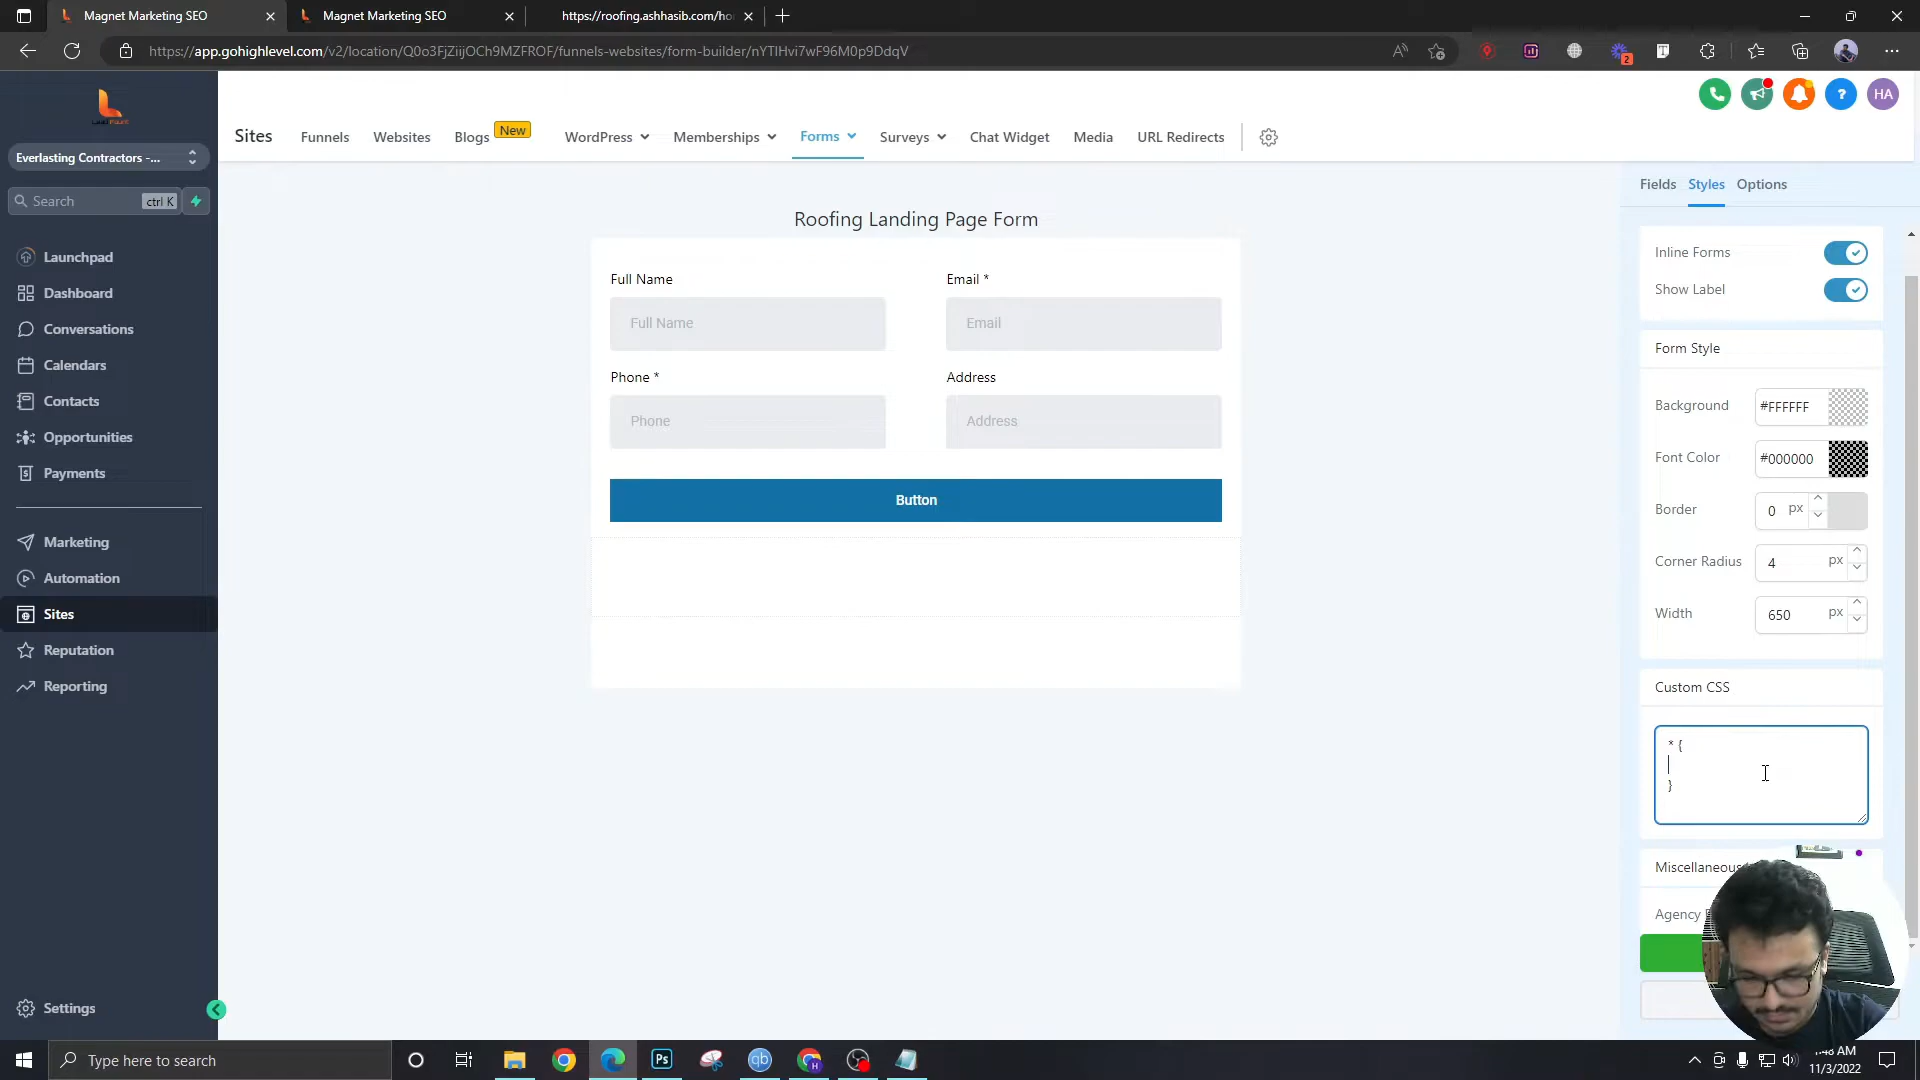 Magnet Marketing SEO
Magnet Marketing SEO
https://roofing.ashhasib.com/ho
https://app.gohighlevel.com/v2/location/Q0o3FjZiijOCh9MZFROF/funnels-websites/form-builder/nYTIHvi7wF96M0p9DdqV
2
Everlasting Contractors -...
Search
ctrl K
Launchpad
Dashboard
Conversations
Calendars
Contacts
Opportunities
Payments
Marketing
Automation
Sites
Reputation
Reporting
Settings
Sites
Funnels
Websites
Blogs
New
WordPress
Memberships
Forms
Surveys
Chat Widget
Media
URL Redirects
HA
Roofing Landing Page Form
Full Name
Email *
Full Name
Email
Phone *
Address
Phone
Address
Button
Fields
Styles
Options
Inline Forms
Show Label
Form Style
Background
#FFFFFF
Font Color
#000000
Border
0 px
Corner Radius
4 px
Width
650 px
Custom CSS
* {
}
Miscellaneous
Agency
Type here to search
Ps
qb
H
11/3/2022